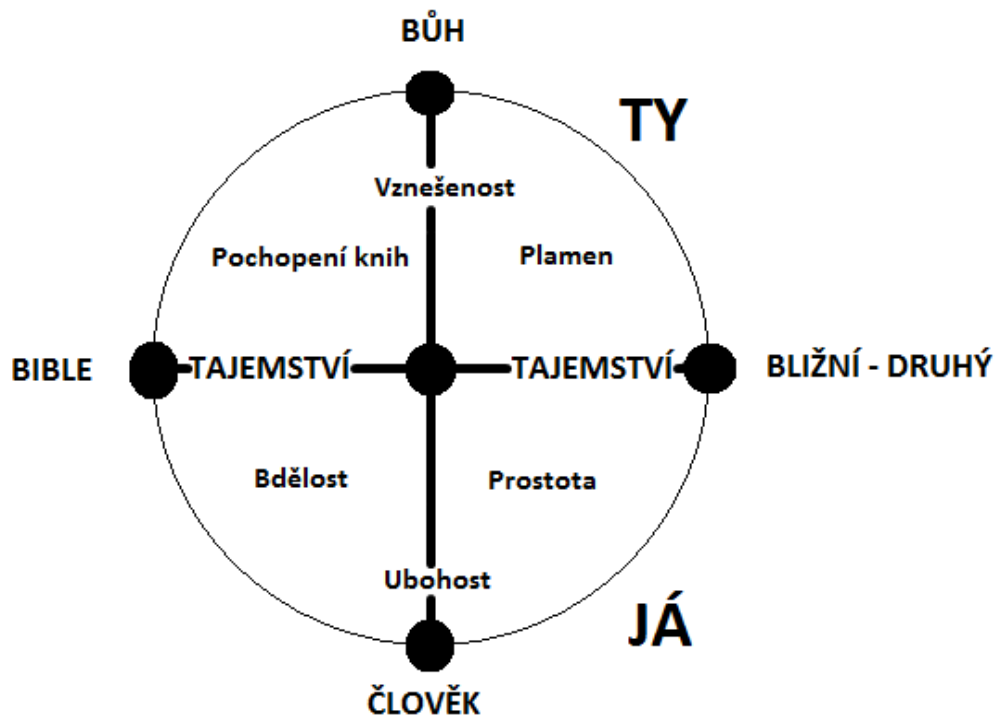 BŮH
TY
Vznešenost
Pochopení knih
Plamen
BIBLE
TAJEMSTVÍ
TAJEMSTVÍ
BLIŽNÍ - DRUHÝ
Bdělost
Prostota
Ubohost
JÁ
ČLOVĚK